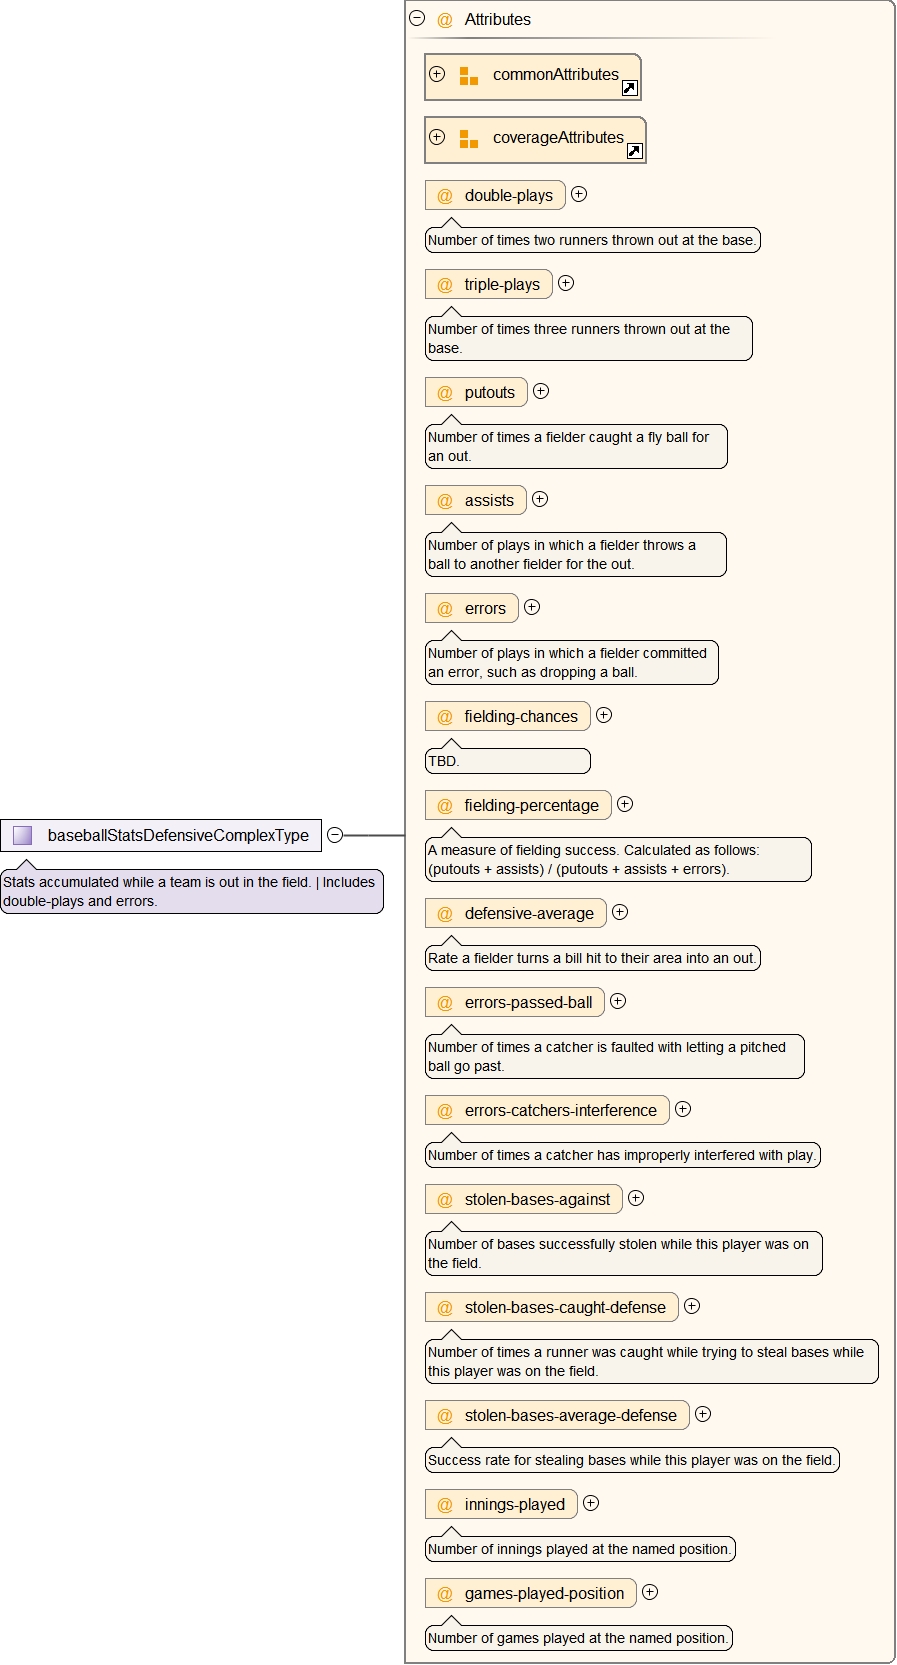 @ Attributes
commonAttributes
coverageAttributes
@ double-plays
Number of times two runners thrown out at the base.
@ triple-plays
Number of times three runners thrown out at the
base.
@ putouts
Number of times a fielder caught a fly ball for
an out.
@ assists
Number of plays in which a fielder throws a
ball to another fielder for the out.
@ errors
Number of plays in which a fielder committed
an error, such as dropping a ball.
@ fielding-chances
TBD.
@ fielding-percentage
A measure of fielding success. Calculated as follows:
(putouts + assists) / (putouts + assists + errors).
baseballStatsDefensiveComplexType
Stats accumulated while a team is out in the field. | Includes
double-plays and errors.
@ defensive-average
Rate a fielder turns a bill hit to their area into an out.
@ errors-passed-ball
Number of times a catcher is faulted with letting a pitched
ball go past.
@ errors-catchers-interference
Number of times a catcher has improperly interfered with play.
@ stolen-bases-against
Number of bases successfully stolen while this player was on
the field.
@ stolen-bases-caught-defense
Number of times a runner was caught while trying to steal bases while
this player was on the field.
@ stolen-bases-average-defense
Success rate for stealing bases while this player was on the field.
@ innings-played
Number of innings played at the named position.
@ games-played-position
Number of games played at the named position.